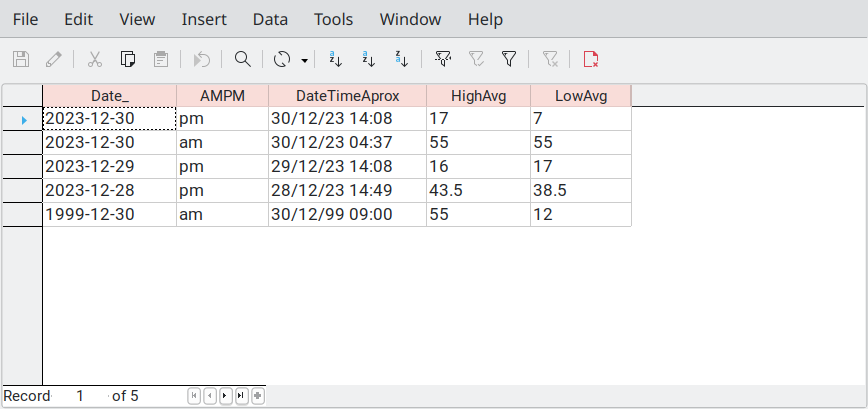 File Edit View Insert Data Tools Window Help
Date_ AMPM DateTimeAprox HighAvg LowAvg
2023-12-30 pm 30/12/23 14:08 17 7
2023-12-30 am 30/12/23 04:37 55 55
2023-12-29 pm 29/12/23 14:08 16 17
2023-12-28 pm 28/12/23 14:49 43.5 38.5
1999-12-30 am 30/12/99 09:00 55 12
Record 1 of 5